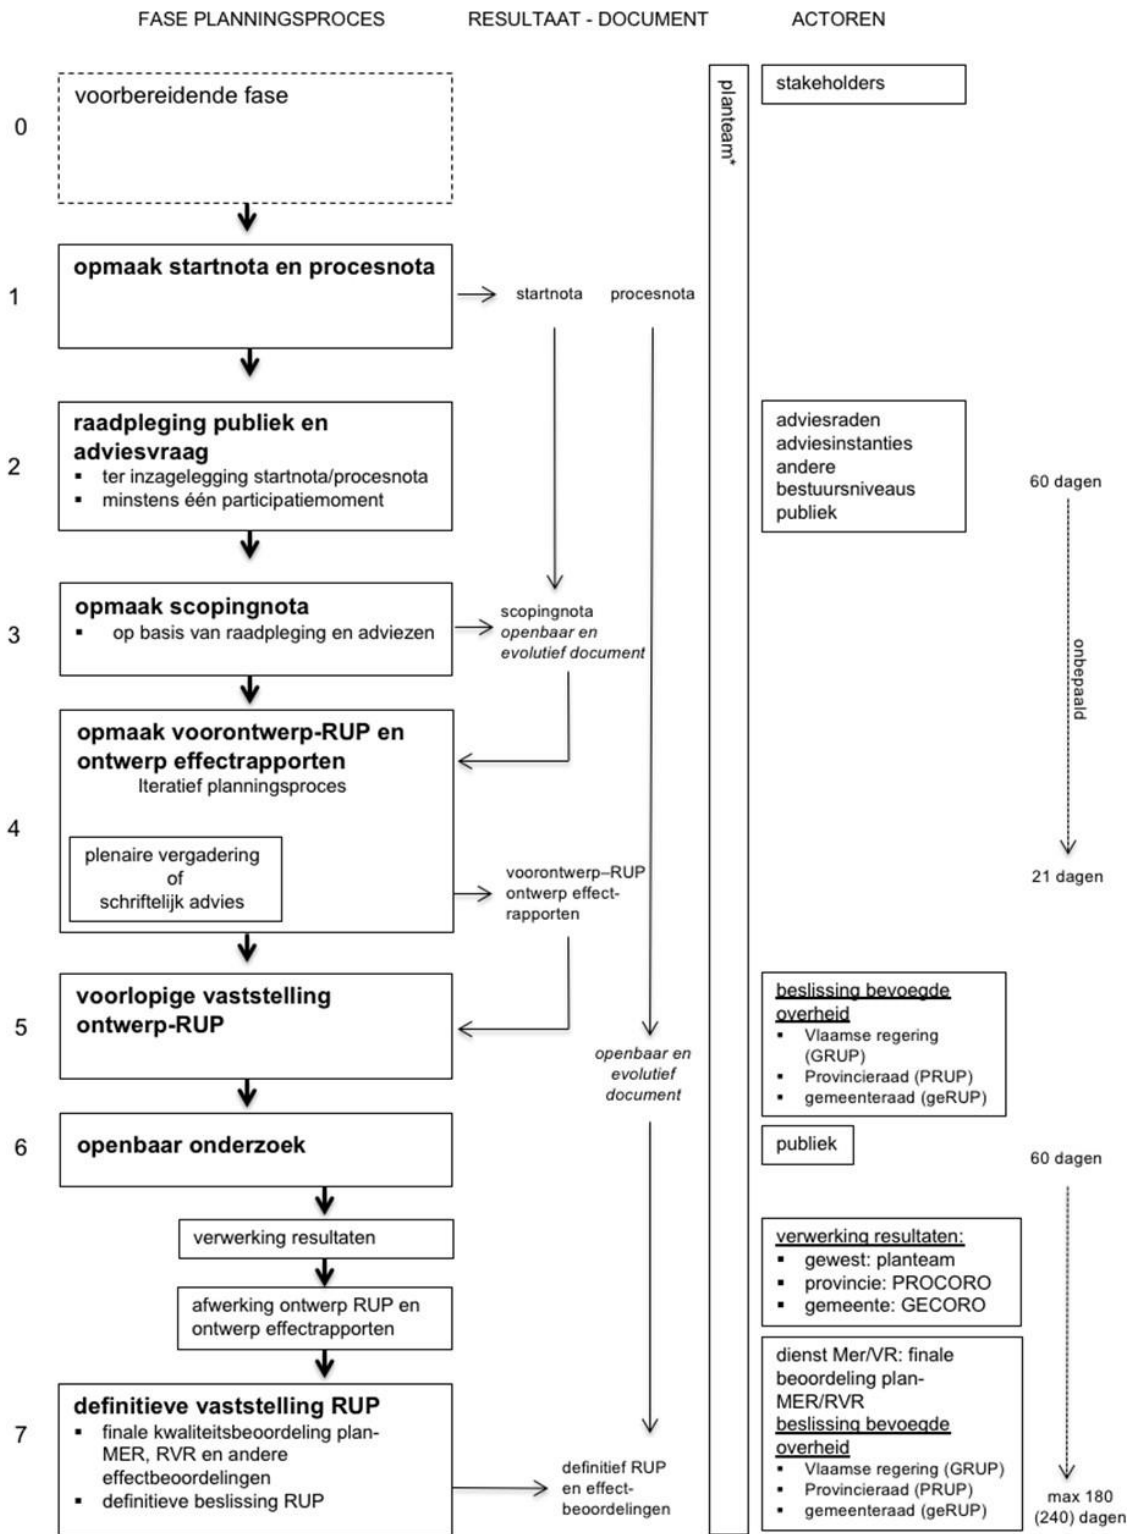 FASE PLANNINGSPROCES
RESULTAAT - DOCUMENT
ACTOREN
0
voorbereidende fase
planteam*
stakeholders
1
opmaak startnota en procesnota
startnota
procesnota
2
raadpleging publiek en
adviesvraag
▪ ter inzagelegging startnota/procesnota
▪ minstens één participatiemoment
adviesraden
adviesinstanties
andere
bestuursniveaus
publiek
60 dagen
3
opmaak scopingnota
▪ op basis van raadpleging en adviezen
scopingnota
openbaar en
evolutief document
onbepaald
4
opmaak voorontwerp-RUP en
ontwerp effectrapporten
Iteratief planningsproces
plenaire vergadering
of
schriftelijk advies
voorontwerp–RUP
ontwerp effect-
rapporten
21 dagen
5
voorlopige vaststelling
ontwerp-RUP
openbaar en
evolutief
document
beslissing bevoegde
overheid
▪ Vlaamse regering
(GRUP)
▪ Provincieraad (PRUP)
▪ gemeenteraad (geRUP)
6
openbaar onderzoek
publiek
60 dagen
verwerking resultaten
verwerking resultaten:
▪ gewest: planteam
▪ provincie: PROCORO
▪ gemeente: GECORO
afwerking ontwerp RUP en
ontwerp effectrapporten
7
definitieve vaststelling RUP
▪ finale kwaliteitsbeoordeling plan-
MER, RVR en andere
effectbeoordelingen
▪ definitieve beslissing RUP
definitief RUP
en effect-
beoordelingen
dienst Mer/VR: finale
beoordeling plan-
MER/RVR
beslissing bevoegde
overheid
▪ Vlaamse regering (GRUP)
▪ Provincieraad (PRUP)
▪ gemeenteraad (geRUP)
max 180
(240) dagen